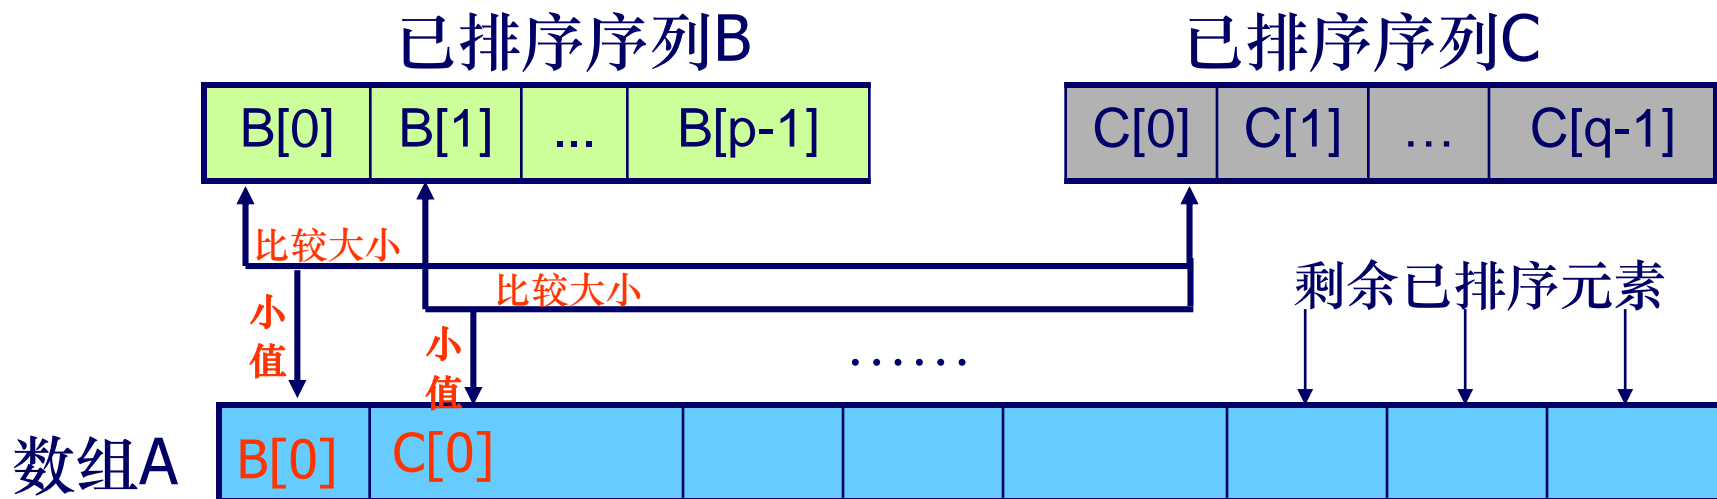 已排序序列B
已排序序列C
B[0] B[1] ... B[p-1]
C[0] C[1] ... C[q-1]
比较大小
比较大小
剩余已排序元素
小值
小值
......
数组A
B[0] C[0]